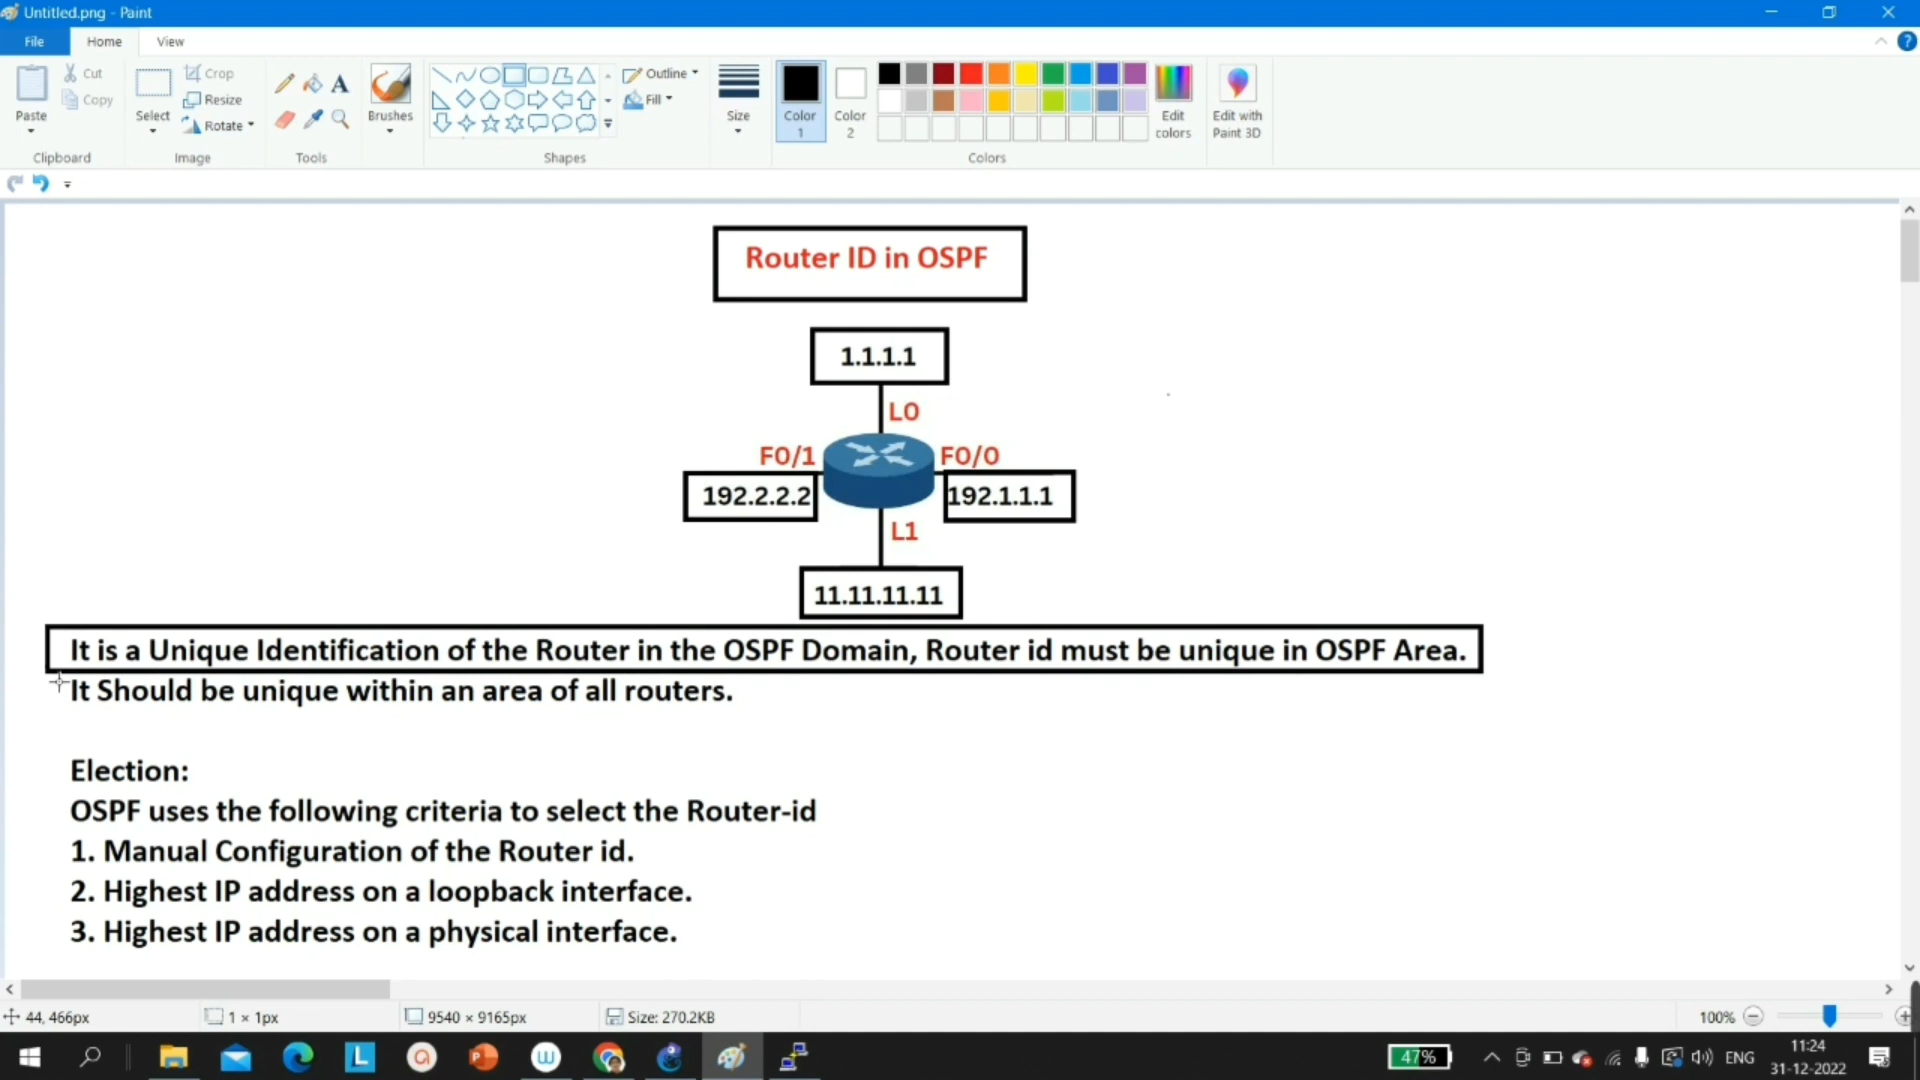 Untitled.png - Paint
File Home View
Paste
Cut
Copy
Clipboard
Select
Crop
Resize
Rotate
Image
Tools
Brushes
Shapes
Outline
Fill
Size
Color 1
Color 2
Colors
Edit colors
Edit with Paint 3D
Router ID in OSPF
1.1.1.1
L0
F0/1 F0/0
192.2.2.2 192.1.1.1
L1
11.11.11.11
It is a Unique Identification of the Router in the OSPF Domain, Router id must be unique in OSPF Area.
It Should be unique within an area of all routers.
Election:
OSPF uses the following criteria to select the Router-id
1. Manual Configuration of the Router id.
2. Highest IP address on a loopback interface.
3. Highest IP address on a physical interface.
44, 466px 1 × 1px 9540 × 9165px Size: 270.2KB 100%
47% ENG 11:24
31-12-2022